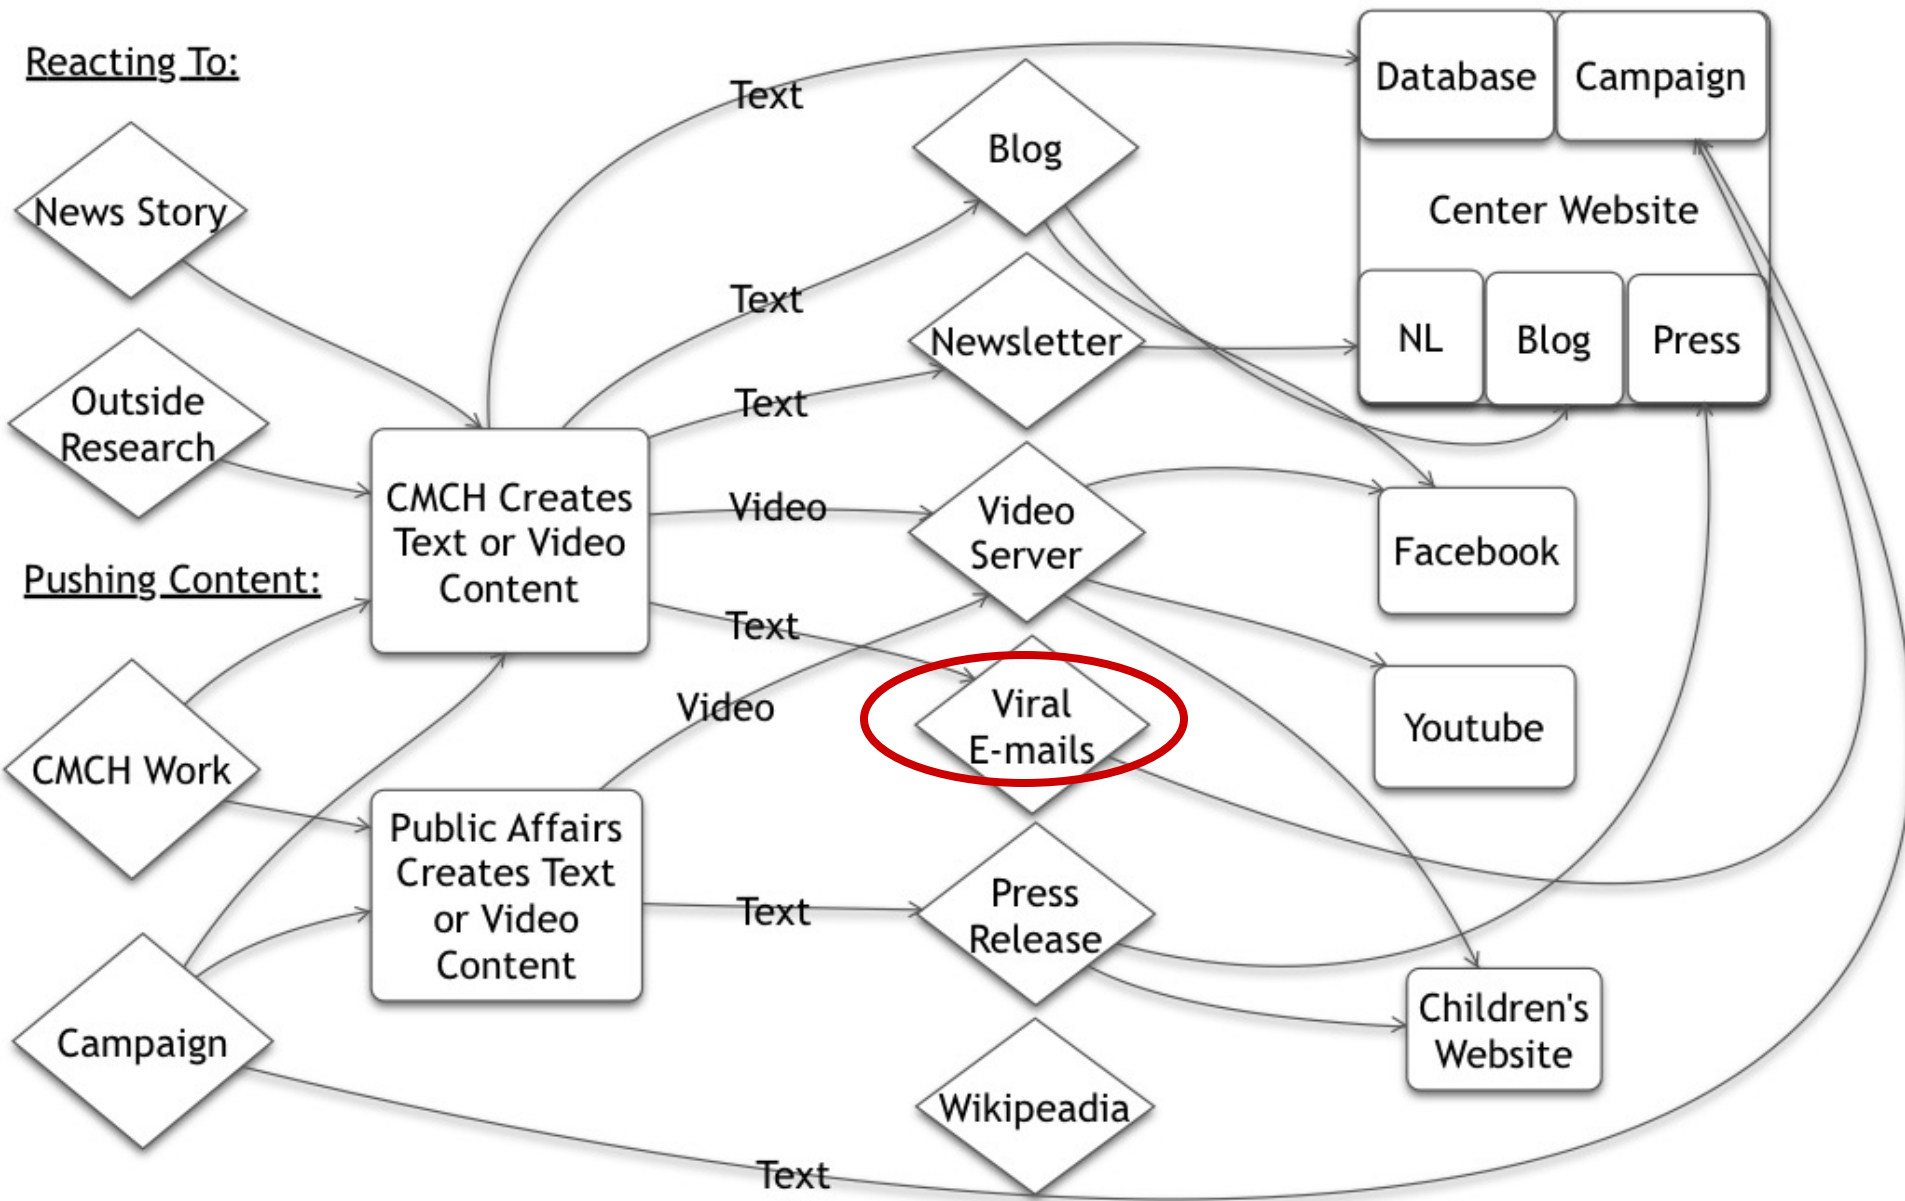 Reacting To:
News Story
Outside
Research
Pushing Content:
CMCH Work
Campaign
CMCH Creates
Text or Video
Content
Public Affairs
Creates Text
or Video
Content
Text
Text
Text
Video
Text
Video
Text
Text
Blog
Newsletter
Video
Server
Viral
E-mails
Press
Release
Wikipeadia
Database
Campaign
Center Website
NL
Blog
Press
Facebook
Youtube
Children's
Website